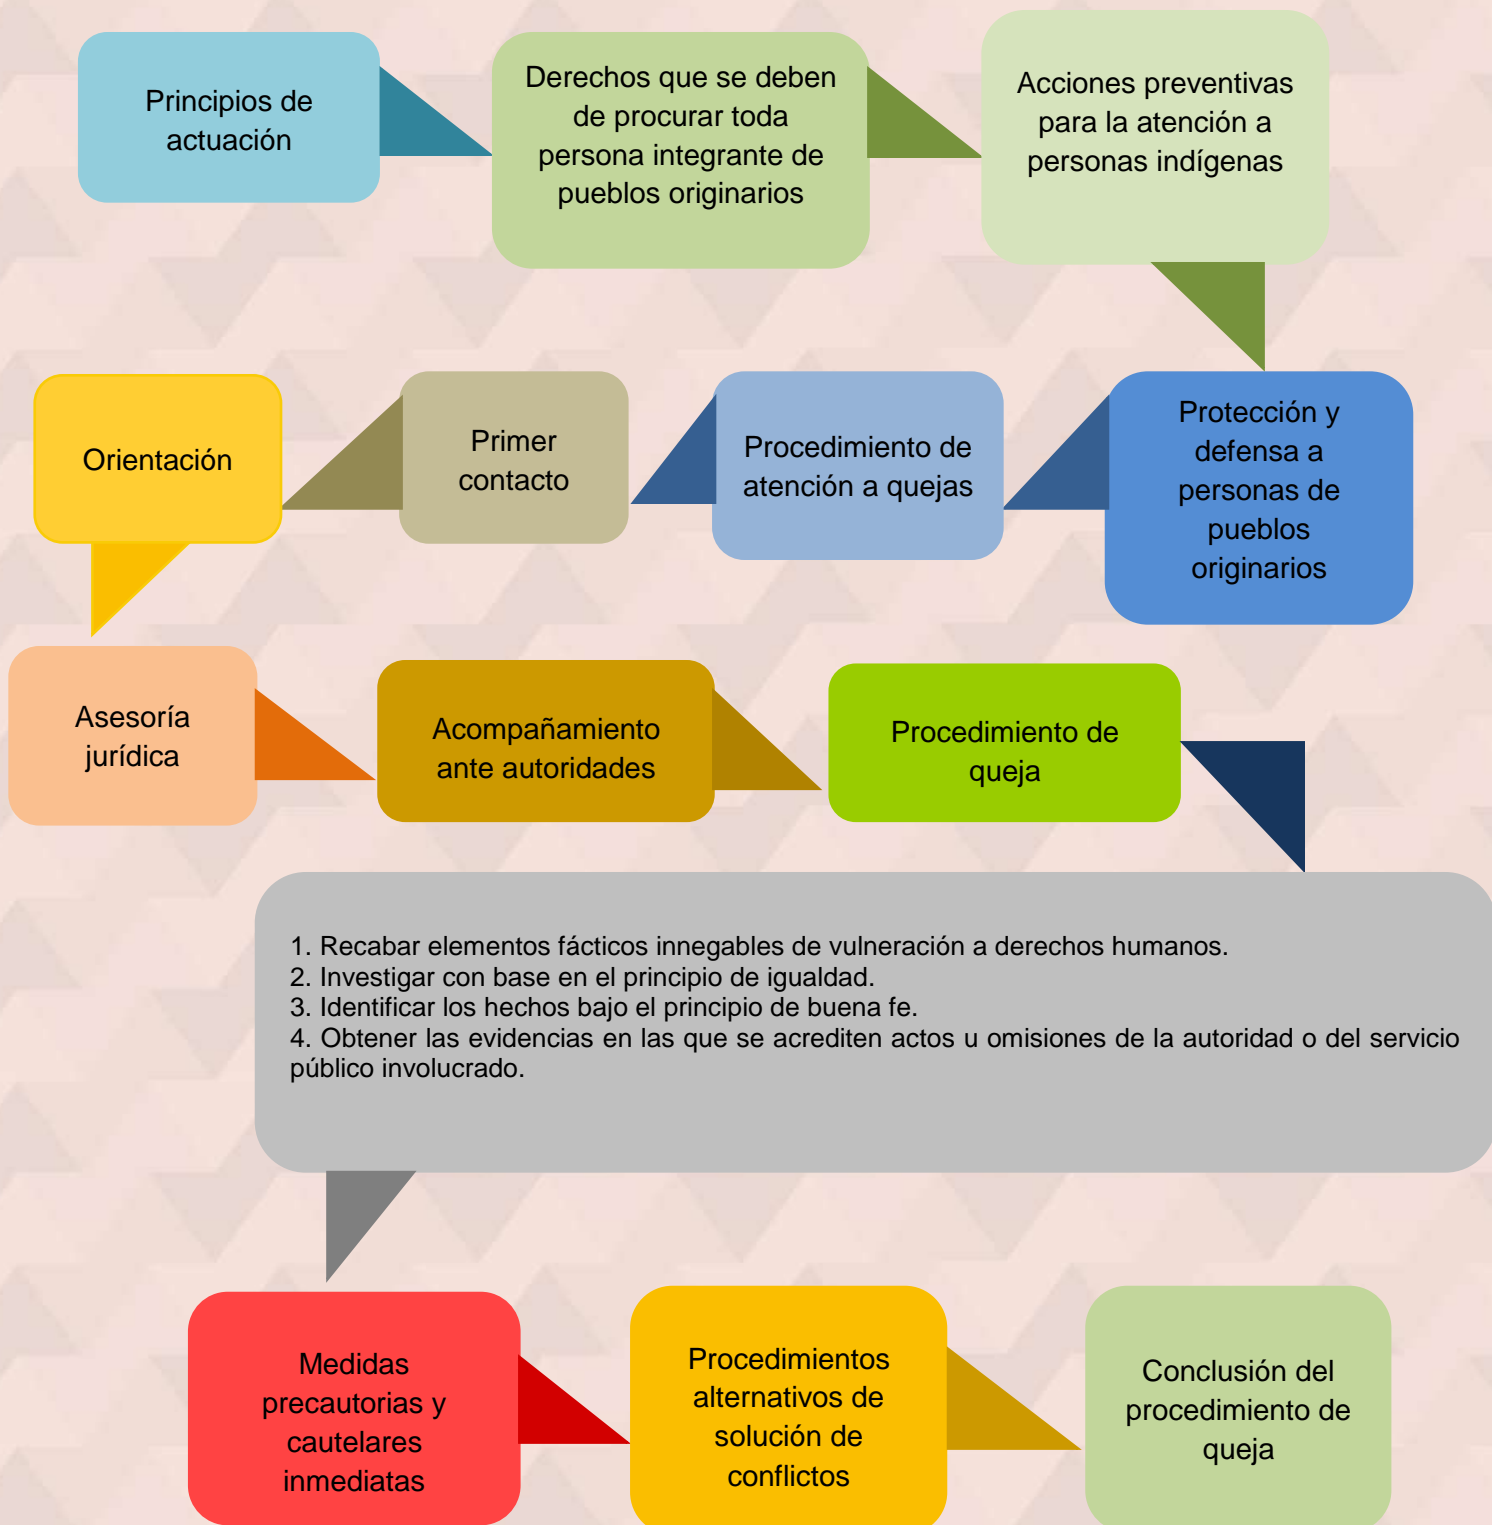 Principios de
actuación
Derechos que se deben
de procurar toda
persona integrante de
pueblos originarios
Acciones preventivas
para la atención a
personas indígenas
Protección y
defensa a
personas de
pueblos
originarios
Procedimiento de
atención a quejas
Primer
contacto
Orientación
Asesoría
jurídica
Acompañamiento
ante autoridades
Procedimiento de
queja
1. Recabar elementos fácticos innegables de vulneración a derechos humanos.
2. Investigar con base en el principio de igualdad.
3. Identificar los hechos bajo el principio de buena fe.
4. Obtener las evidencias en las que se acrediten actos u omisiones de la autoridad o del servicio
público involucrado.
Medidas
precautorias y
cautelares
inmediatas
Procedimientos
alternativos de
solución de
conflictos
Conclusión del
procedimiento de
queja